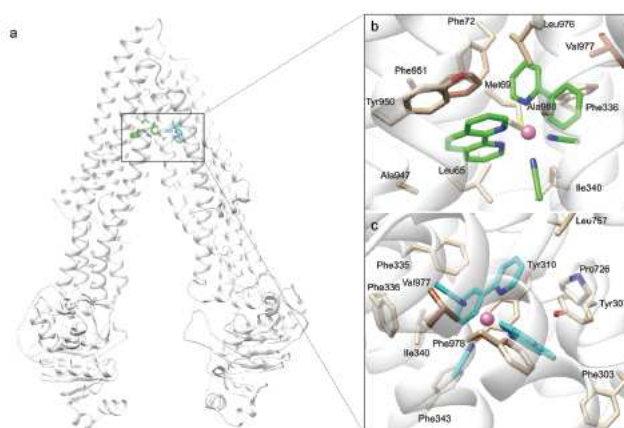 a
b
Phe72
Leu976
Val977
Phe951
Met69
Tyr950
Ala980
Phe336
Leu65
Ala947
Ile340
c
Leu757
Phe335
Tyr310
Pro726
Val977
Phe336
Tyr307
Ile340
Phe978
Phe303
Phe343